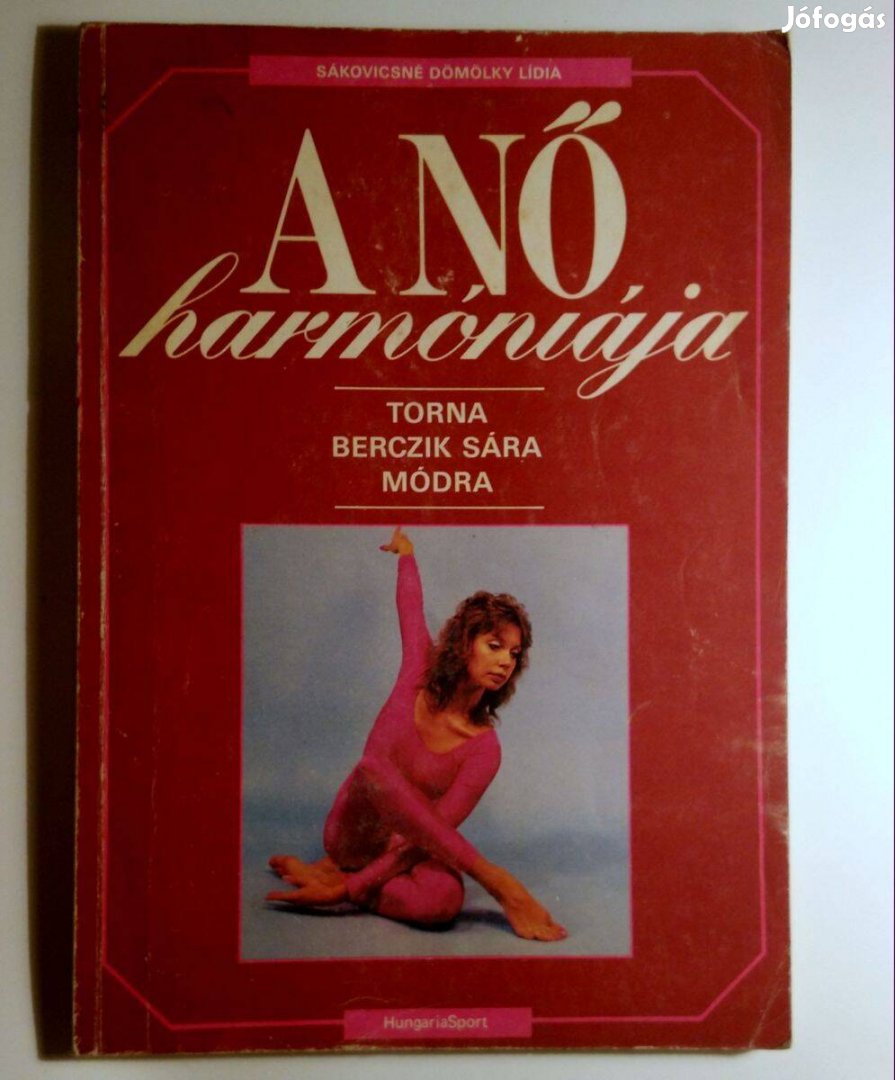 Jófogás
SÁKOVICSNÉ DÖMÖLKY LÍDIA
A NŐ
harmóniája
TORNA
BERCZIK SÁRA
MÓDRA
HungariaSport